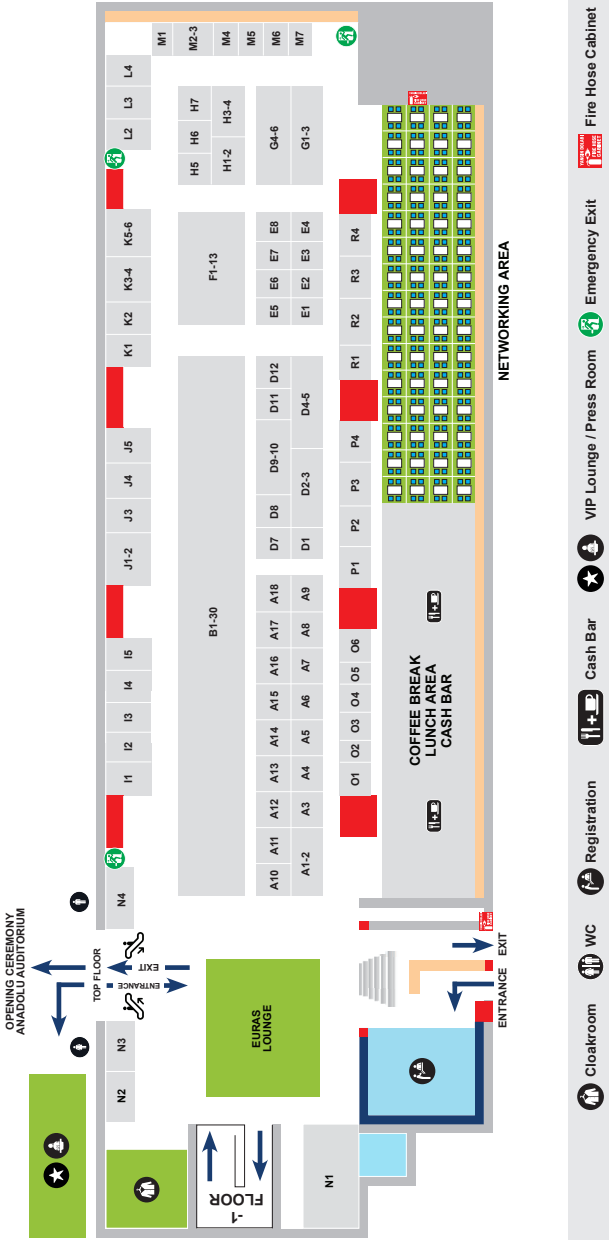 OPENING CEREMONY
ANADOLU AUDITORIUM
TOP FLOOR
ENTRANCE
EXIT
N2
N3
N4
I1
I2
I3
I4
I5
J1-2
J3
J4
J5
K1
K2
K3-4
K5-6
L2
L3
L4
M1
M2-3
M4
M5
M6
M7
B1-30
F1-13
H5
H6
H7
H1-2
H3-4
-1
FLOOR
EURAS
LOUNGE
A10
A11
A12
A13
A14
A15
A16
A17
A18
D7
D8
D9-10
D11
D12
E5
E6
E7
E8
G4-6
A1-2
A3
A4
A5
A6
A7
A8
A9
D1
D2-3
D4-5
E1
E2
E3
E4
G1-3
N1
O1
O2
O3
O4
O5
O6
P1
P2
P3
P4
R1
R2
R3
R4
COFFEE BREAK
LUNCH AREA
CASH BAR
ENTRANCE
EXIT
NETWORKING AREA
Cloakroom
WC
Registration
Cash Bar
VIP Lounge / Press Room
Emergency Exit
FIRE HOSE
CABINET
Fire Hose Cabinet